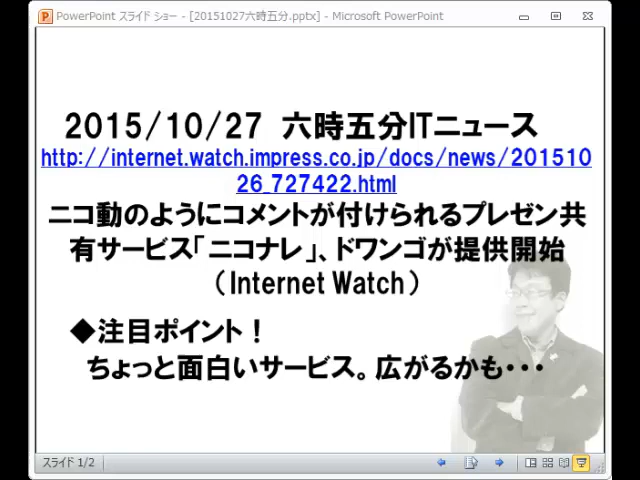 PowerPoint スライド ショー - [20151027六時五分.pptx] - Microsoft PowerPoint
2015/10/27 六時五分ITニュース
http://internet.watch.impress.co.jp/docs/news/201510
26_727422.html
ニコ動のようにコメントが付けられるプレゼン共
有サービス「ニコナレ」、ドワンゴが提供開始
（Internet Watch）
◆注目ポイント！
ちょっと面白いサービス。広がるかも・・・
スライド 1/2